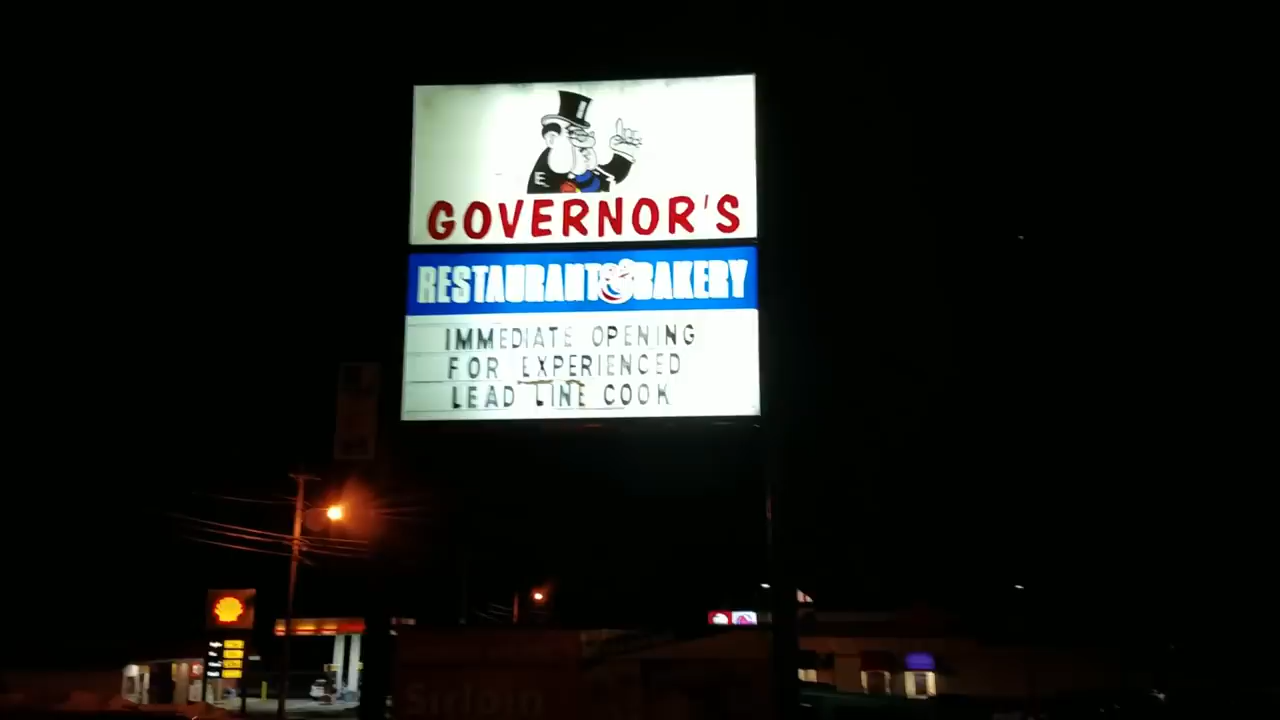 GOVERNOR'S
RESTAURANT & BAKERY
IMMEDIATE OPENING
FOR EXPERIENCED
LEAD LINE COOK